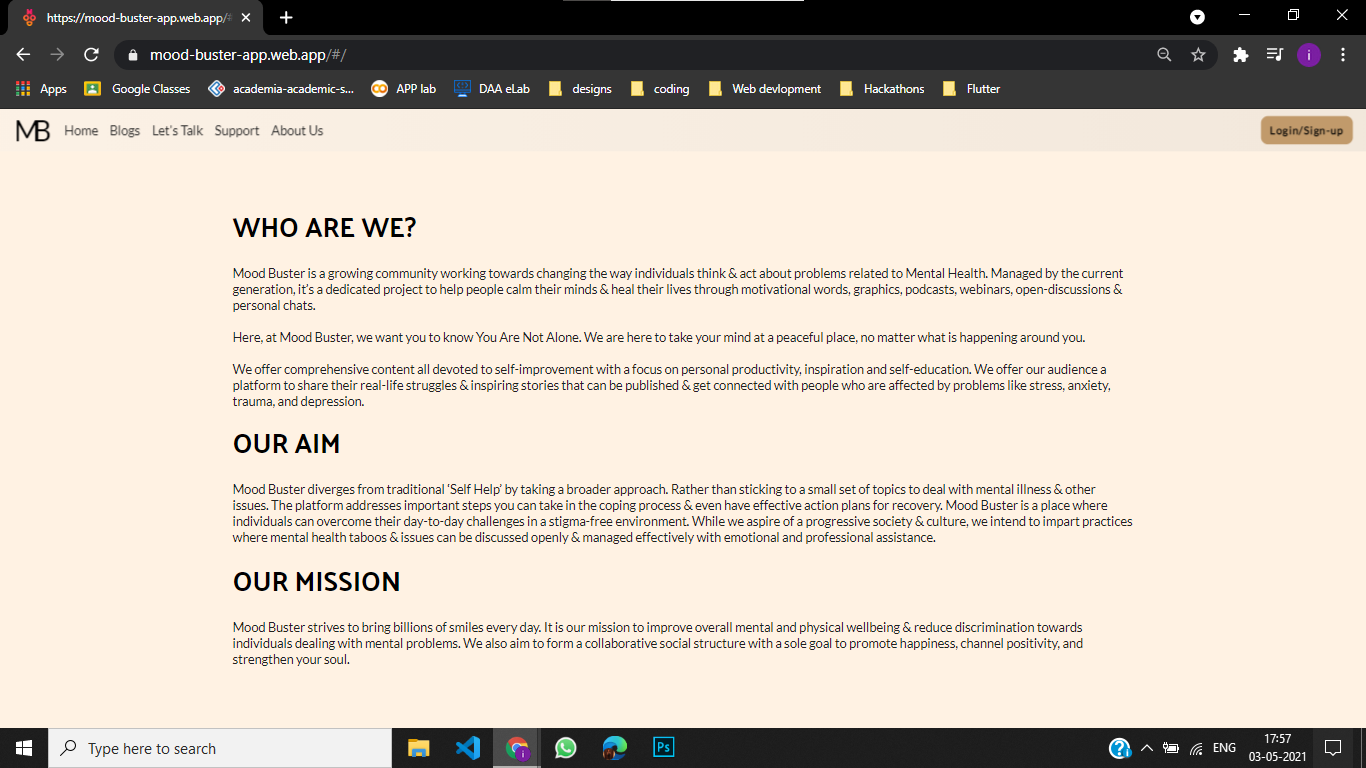 https://mood-buster-app.web.app/#
mood-buster-app.web.app/#/
Apps Google Classes academia-academic-s... APP lab DAA eLab designs coding Web devlopment Hackathons Flutter
MB Home Blogs Let's Talk Support About Us Login/Sign-up
WHO ARE WE?
Mood Buster is a growing community working towards changing the way individuals think & act about problems related to Mental Health. Managed by the current
generation, it's a dedicated project to help people calm their minds & heal their lives through motivational words, graphics, podcasts, webinars, open-discussions &
personal chats.
Here, at Mood Buster, we want you to know You Are Not Alone. We are here to take your mind at a peaceful place, no matter what is happening around you.
We offer comprehensive content all devoted to self-improvement with a focus on personal productivity, inspiration and self-education. We offer our audience a
platform to share their real-life struggles & inspiring stories that can be published & get connected with people who are affected by problems like stress, anxiety,
trauma, and depression.
OUR AIM
Mood Buster diverges from traditional 'Self Help' by taking a broader approach. Rather than sticking to a small set of topics to deal with mental illness & other
issues. The platform addresses important steps you can take in the coping process & even have effective action plans for recovery. Mood Buster is a place where
individuals can overcome their day-to-day challenges in a stigma-free environment. While we aspire of a progressive society & culture, we intend to impart practices
where mental health taboos & issues can be discussed openly & managed effectively with emotional and professional assistance.
OUR MISSION
Mood Buster strives to bring billions of smiles every day. It is our mission to improve overall mental and physical wellbeing & reduce discrimination towards
individuals dealing with mental problems. We also aim to form a collaborative social structure with a sole goal to promote happiness, channel positivity, and
strengthen your soul.
Type here to search
Ps
ENG
17:57
03-05-2021